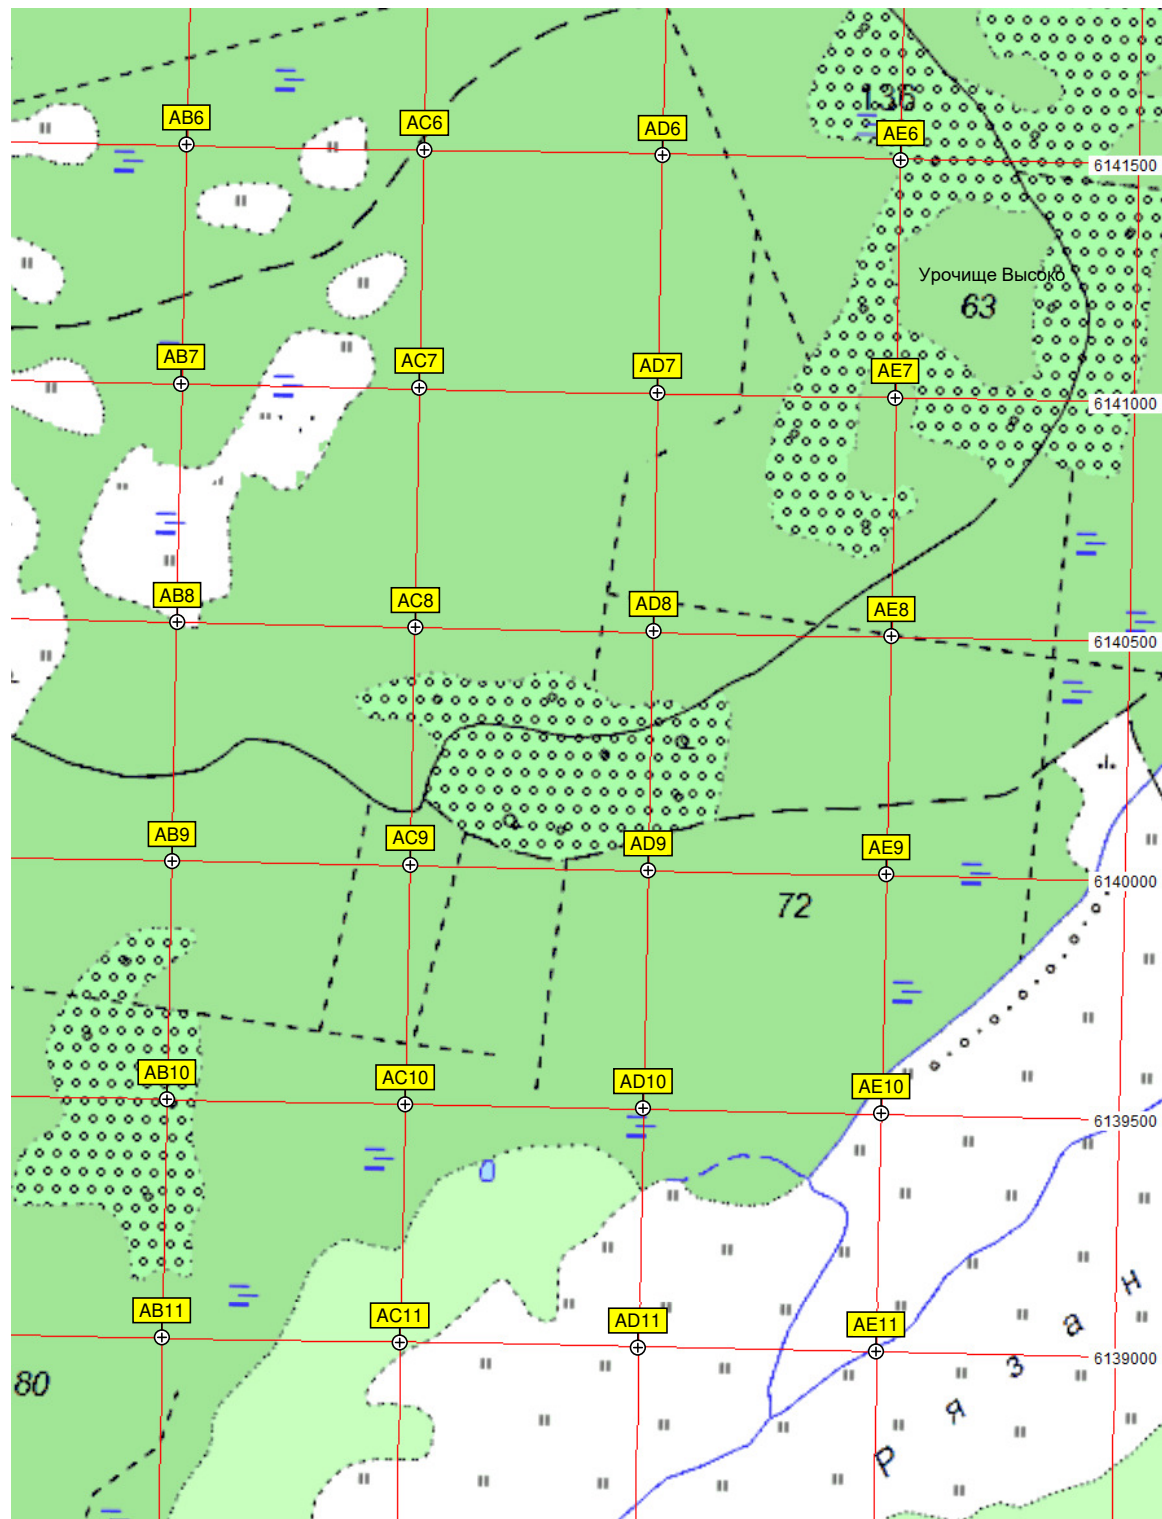 136
AB6
AC6
AD6
AE6
6141500
Урочище Высоко
63
AB7
AC7
AD7
AE7
6141000
AB8
AC8
AD8
AE8
6140500
AB9
AC9
AD9
AE9
6140000
72
AB10
AC10
AD10
AE10
6139500
0
AB11
AC11
AD11
AE11
6139000
80
Р я з а н